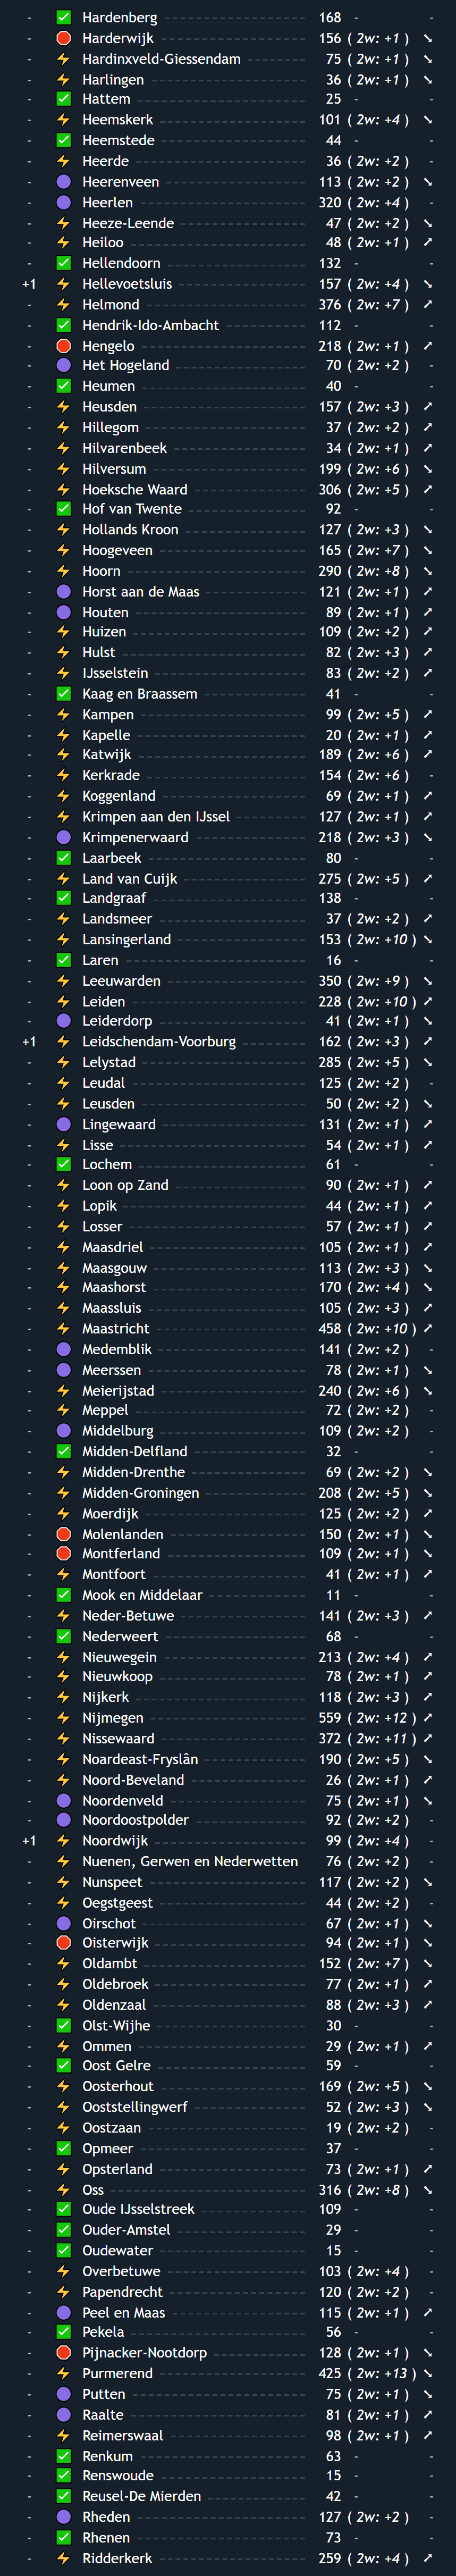 - Hardenberg 168 - -
- Harderwijk 156 ( 2w: +1 ) ↘
- Hardinxveld-Giessendam 75 ( 2w: +1 ) ↘
- Harlingen 36 ( 2w: +1 ) ↘
- Hattem 25 - -
- Heemskerk 101 ( 2w: +4 ) ↘
- Heemstede 44 - -
- Heerde 36 ( 2w: +2 ) -
- Heerenveen 113 ( 2w: +2 ) ↘
- Heerlen 320 ( 2w: +4 ) -
- Heeze-Leende 47 ( 2w: +2 ) ↘
- Heiloo 48 ( 2w: +1 ) ↗
- Hellendoorn 132 - -
+1 Hellevoetsluis 157 ( 2w: +4 ) ↘
- Helmond 376 ( 2w: +7 ) ↗
- Hendrik-Ido-Ambacht 112 - -
- Hengelo 218 ( 2w: +1 ) ↗
- Het Hogeland 70 ( 2w: +2 ) -
- Heumen 40 - -
- Heusden 157 ( 2w: +3 ) ↗
- Hillegom 37 ( 2w: +2 ) ↗
- Hilvarenbeek 34 ( 2w: +1 ) ↗
- Hilversum 199 ( 2w: +6 ) ↘
- Hoeksche Waard 306 ( 2w: +5 ) ↗
- Hof van Twente 92 - -
- Hollands Kroon 127 ( 2w: +3 ) ↘
- Hoogeveen 165 ( 2w: +7 ) ↘
- Hoorn 290 ( 2w: +8 ) ↘
- Horst aan de Maas 121 ( 2w: +1 ) ↗
- Houten 89 ( 2w: +1 ) ↗
- Huizen 109 ( 2w: +2 ) ↗
- Hulst 82 ( 2w: +3 ) ↗
- IJsselstein 83 ( 2w: +2 ) ↗
- Kaag en Braassem 41 - -
- Kampen 99 ( 2w: +5 ) ↗
- Kapelle 20 ( 2w: +1 ) ↗
- Katwijk 189 ( 2w: +6 ) ↗
- Kerkrade 154 ( 2w: +6 ) -
- Koggenland 69 ( 2w: +1 ) ↗
- Krimpen aan den IJssel 127 ( 2w: +1 ) ↗
- Krimpenerwaard 218 ( 2w: +3 ) ↘
- Laarbeek 80 - -
- Land van Cuijk 275 ( 2w: +5 ) ↗
- Landgraaf 138 - -
- Landsmeer 37 ( 2w: +2 ) ↗
- Lansingerland 153 ( 2w: +10 ) ↘
- Laren 16 - -
- Leeuwarden 350 ( 2w: +9 ) ↘
- Leiden 228 ( 2w: +10 ) ↗
- Leiderdorp 41 ( 2w: +1 ) ↘
+1 Leidschendam-Voorburg 162 ( 2w: +3 ) ↗
- Lelystad 285 ( 2w: +5 ) ↘
- Leudal 125 ( 2w: +2 ) -
- Leusden 50 ( 2w: +2 ) ↘
- Lingewaard 131 ( 2w: +1 ) ↗
- Lisse 54 ( 2w: +1 ) ↗
- Lochem 61 - -
- Loon op Zand 90 ( 2w: +1 ) ↗
- Lopik 44 ( 2w: +1 ) ↗
- Losser 57 ( 2w: +1 ) ↗
- Maasdriel 105 ( 2w: +1 ) ↗
- Maasgouw 113 ( 2w: +3 ) ↘
- Maashorst 170 ( 2w: +4 ) ↘
- Maassluis 105 ( 2w: +3 ) ↗
- Maastricht 458 ( 2w: +10 ) ↗
- Medemblik 141 ( 2w: +2 ) -
- Meerssen 78 ( 2w: +1 ) ↘
- Meierijstad 240 ( 2w: +6 ) ↘
- Meppel 72 ( 2w: +2 ) -
- Middelburg 109 ( 2w: +2 ) -
- Midden-Delfland 32 - -
- Midden-Drenthe 69 ( 2w: +2 ) ↘
- Midden-Groningen 208 ( 2w: +5 ) ↘
- Moerdijk 125 ( 2w: +2 ) ↗
- Molenlanden 150 ( 2w: +1 ) ↘
- Montferland 109 ( 2w: +1 ) ↘
- Montfoort 41 ( 2w: +1 ) ↗
- Mook en Middelaar 11 - -
- Neder-Betuwe 141 ( 2w: +3 ) ↗
- Nederweert 68 - -
- Nieuwegein 213 ( 2w: +4 ) ↗
- Nieuwkoop 78 ( 2w: +1 ) ↗
- Nijkerk 118 ( 2w: +3 ) ↗
- Nijmegen 559 ( 2w: +12 ) ↗
- Nissewaard 372 ( 2w: +11 ) ↗
- Noardeast-Fryslân 190 ( 2w: +5 ) ↘
- Noord-Beveland 26 ( 2w: +1 ) ↗
- Noordenveld 75 ( 2w: +1 ) ↘
- Noordoostpolder 92 ( 2w: +2 ) -
+1 Noordwijk 99 ( 2w: +4 ) -
- Nuenen, Gerwen en Nederwetten 76 ( 2w: +2 ) -
- Nunspeet 117 ( 2w: +2 ) ↘
- Oegstgeest 44 ( 2w: +2 ) -
- Oirschot 67 ( 2w: +1 ) ↘
- Oisterwijk 94 ( 2w: +1 ) ↘
- Oldambt 152 ( 2w: +7 ) ↘
- Oldebroek 77 ( 2w: +1 ) ↗
- Oldenzaal 88 ( 2w: +3 ) ↗
- Olst-Wijhe 30 - -
- Ommen 29 ( 2w: +1 ) ↗
- Oost Gelre 59 - -
- Oosterhout 169 ( 2w: +5 ) ↘
- Ooststellingwerf 52 ( 2w: +3 ) ↘
- Oostzaan 19 ( 2w: +2 ) -
- Opmeer 37 - -
- Opsterland 73 ( 2w: +1 ) ↗
- Oss 316 ( 2w: +8 ) ↘
- Oude IJsselstreek 109 - -
- Ouder-Amstel 29 - -
- Oudewater 15 - -
- Overbetuwe 103 ( 2w: +4 ) -
- Papendrecht 120 ( 2w: +2 ) -
- Peel en Maas 115 ( 2w: +1 ) ↗
- Pekela 56 - -
- Pijnacker-Nootdorp 128 ( 2w: +1 ) ↘
- Purmerend 425 ( 2w: +13 ) ↘
- Putten 75 ( 2w: +1 ) ↘
- Raalte 81 ( 2w: +1 ) ↗
- Reimerswaal 98 ( 2w: +1 ) ↗
- Renkum 63 - -
- Renswoude 15 - -
- Reusel-De Mierden 42 - -
- Rheden 127 ( 2w: +2 ) -
- Rhenen 73 - -
- Ridderkerk 259 ( 2w: +4 ) ↗